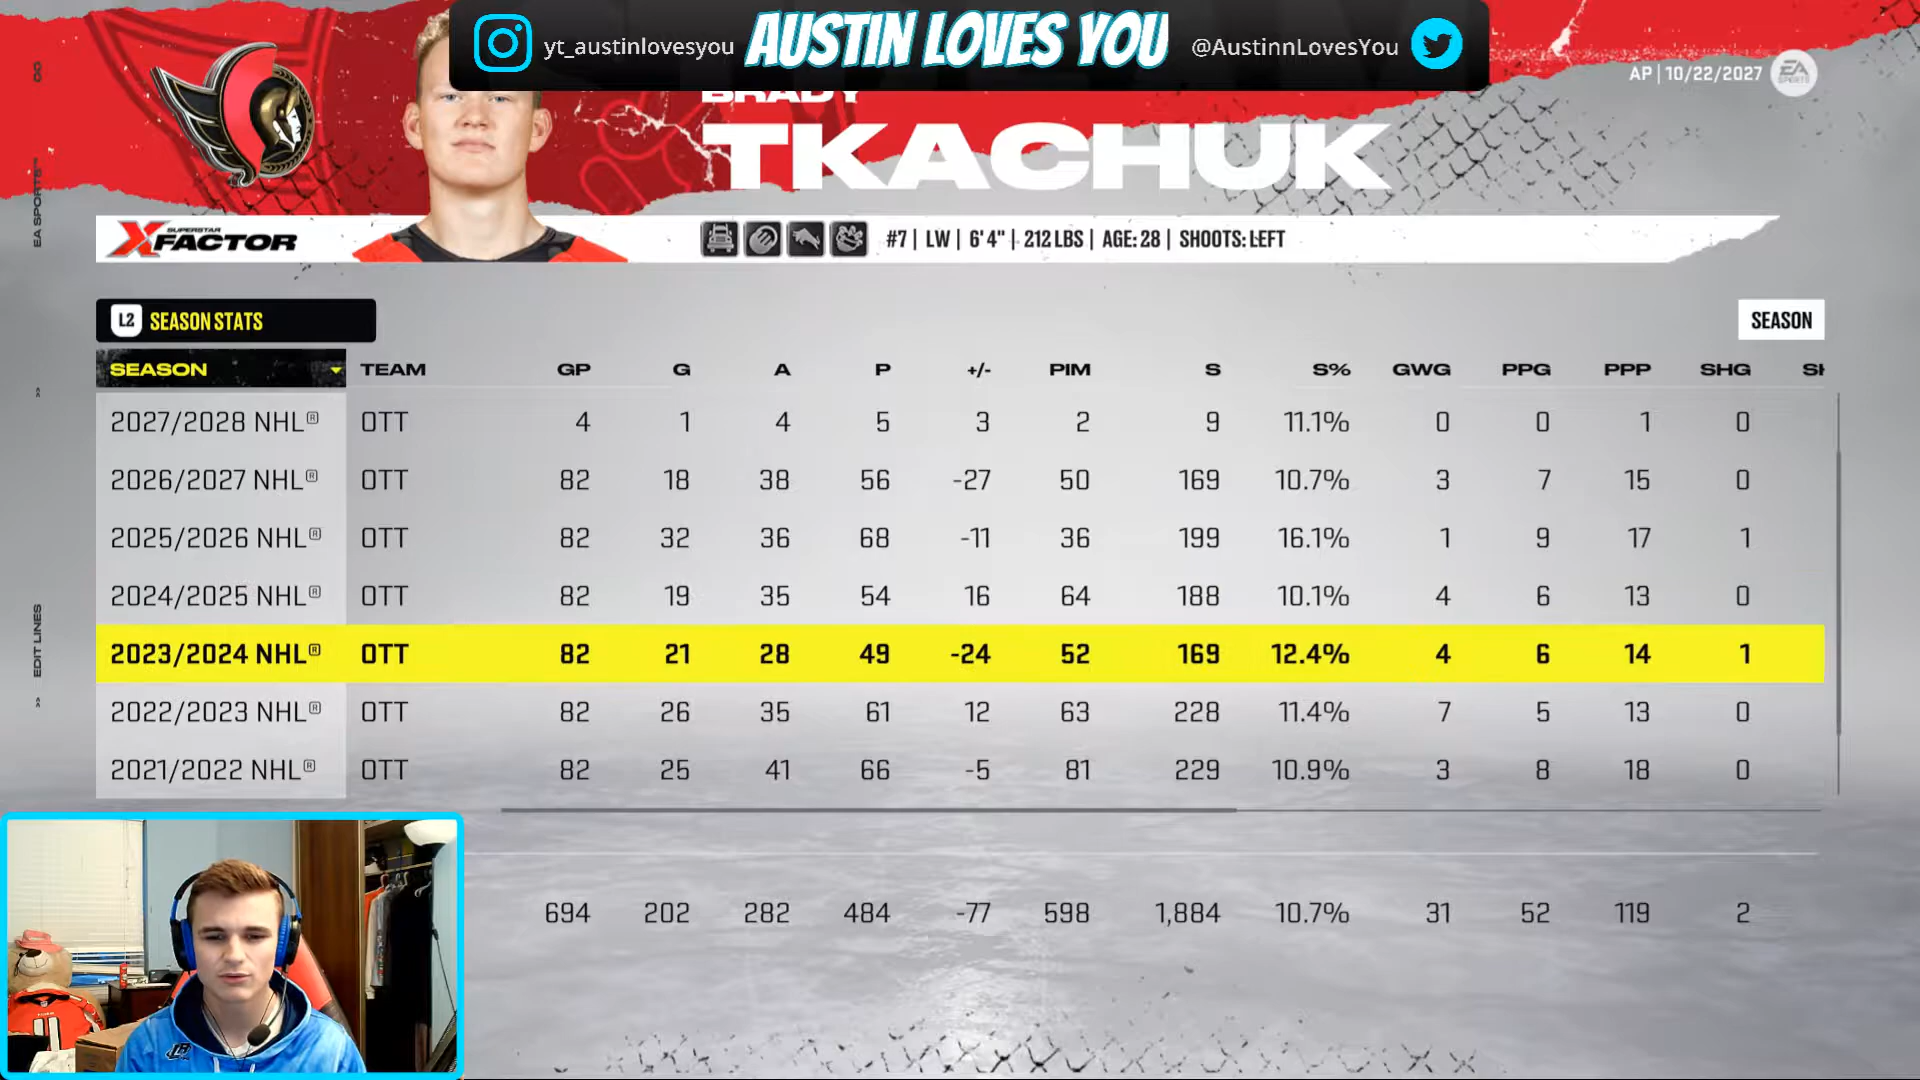 yt_austinlovesyou AUSTIN LOVES YOU @AustinnLovesYou
AP | 10/22/2027 EA SPORTS
BRADY
TKACHUK
SUPERSTAR
X FACTOR
#7 | LW | 6'4" | 212 LBS | AGE: 28 | SHOOTS: LEFT
EA SPORTS™
EDIT LINES
L2 SEASON STATS
SEASON
SEASON TEAM GP G A P +/- PIM S S% GWG PPG PPP SHG
2027/2028 NHL® OTT 4 1 4 5 3 2 9 11.1% 0 0 1 0
2026/2027 NHL® OTT 82 18 38 56 -27 50 169 10.7% 3 7 15 0
2025/2026 NHL® OTT 82 32 36 68 -11 36 199 16.1% 1 9 17 1
2024/2025 NHL® OTT 82 19 35 54 16 64 188 10.1% 4 6 13 0
2023/2024 NHL® OTT 82 21 28 49 -24 52 169 12.4% 4 6 14 1
2022/2023 NHL® OTT 82 26 35 61 12 63 228 11.4% 7 5 13 0
2021/2022 NHL® OTT 82 25 41 66 -5 81 229 10.9% 3 8 18 0
694 202 282 484 -77 598 1,884 10.7% 31 52 119 2